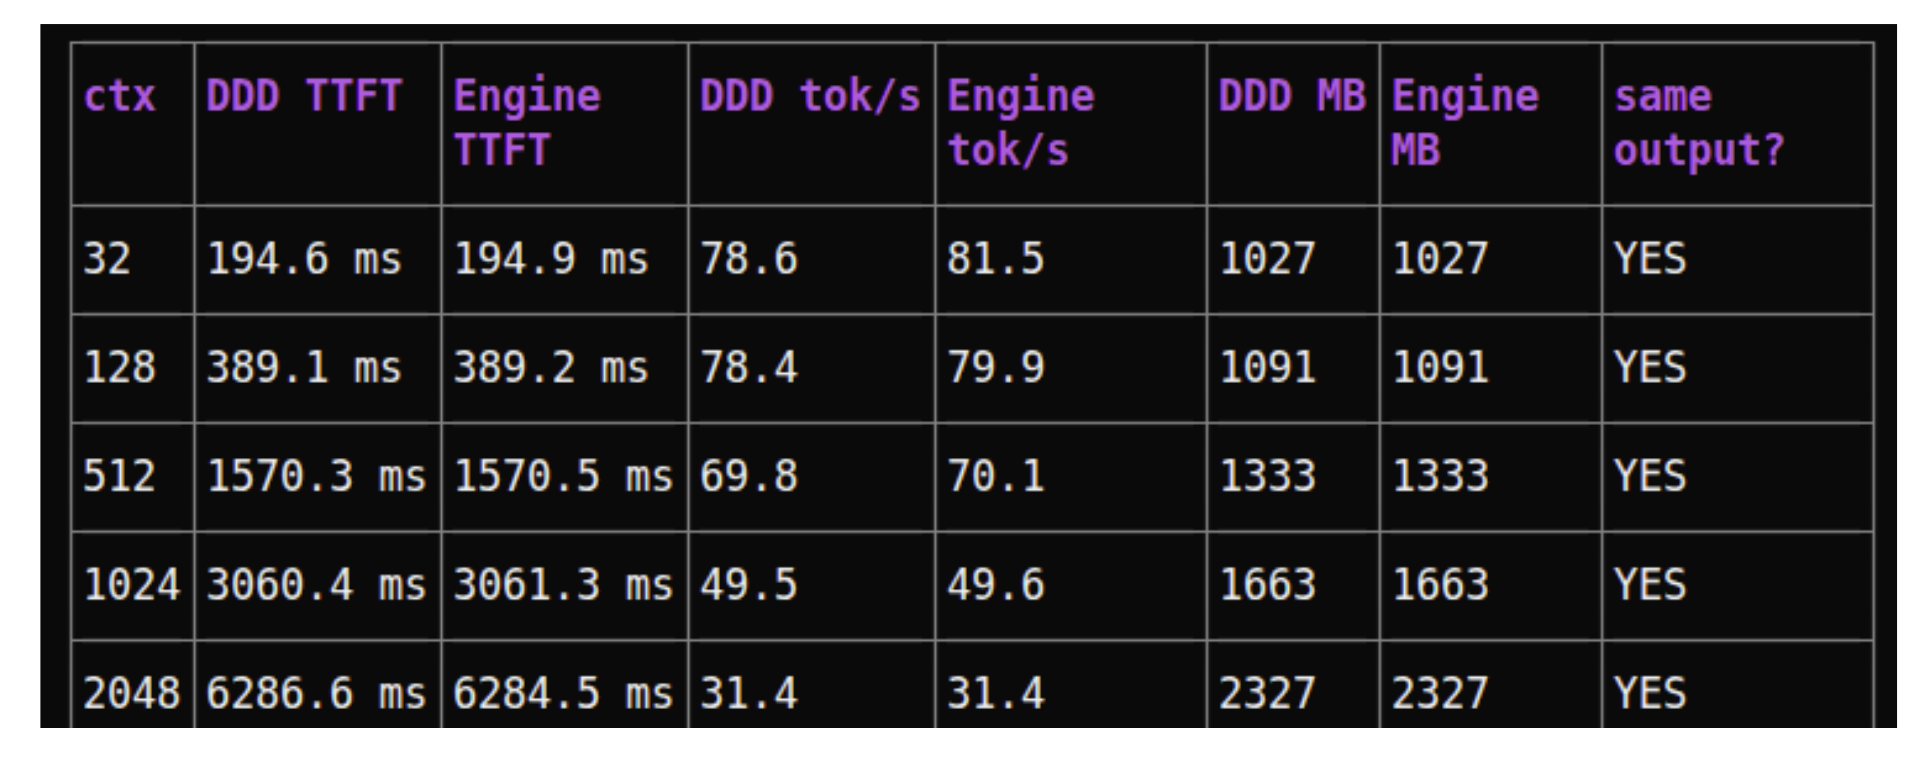 ctx DDD TTFT Engine TTFT DDD tok/s Engine tok/s DDD MB Engine MB same output?
32 194.6 ms 194.9 ms 78.6 81.5 1027 1027 YES
128 389.1 ms 389.2 ms 78.4 79.9 1091 1091 YES
512 1570.3 ms 1570.5 ms 69.8 70.1 1333 1333 YES
1024 3060.4 ms 3061.3 ms 49.5 49.6 1663 1663 YES
2048 6286.6 ms 6284.5 ms 31.4 31.4 2327 2327 YES